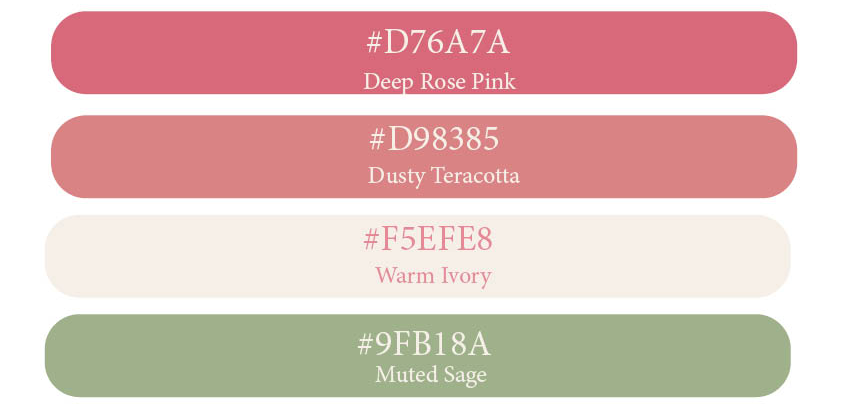 #D76A7A
Deep Rose Pink
#D98385
Dusty Teracotta
#F5EFE8
Warm Ivory
#9FB18A
Muted Sage